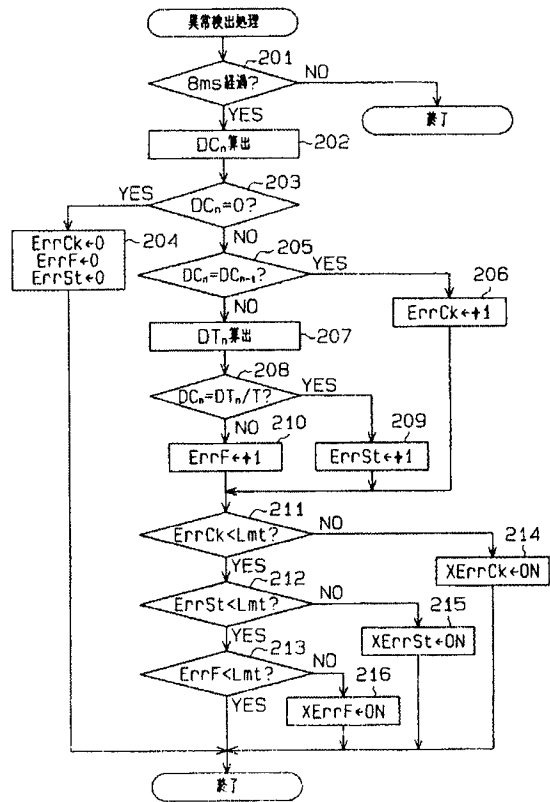 異常検出処理
201
8ms経過?
NO
YES
終了
DCn算出
202
203
YES
DCn=0?
NO
204
ErrCk←0
ErrF←0
ErrSt←0
205
DCn=DCn-1?
YES
NO
206
ErrCk←+1
DTn算出
207
208
DCn=DTn/T?
YES
NO
210
209
ErrF←+1
ErrSt←+1
211
ErrCk<Lmt?
NO
YES
214
XErrCk←ON
212
ErrSt<Lmt?
NO
YES
215
XErrSt←ON
213
ErrF<Lmt?
NO
YES
216
XErrF←ON
終了